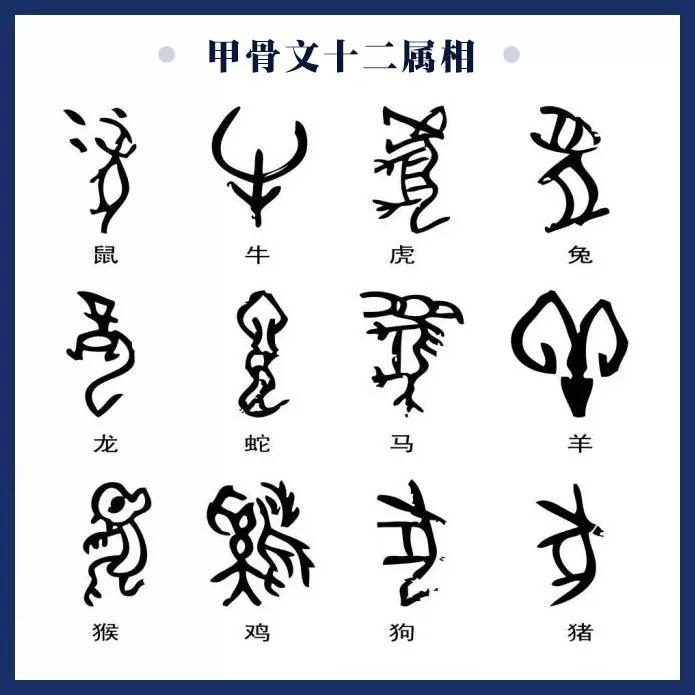 甲骨文十二属相
鼠 牛 虎 兔
龙 蛇 马 羊
猴 鸡 狗 猪